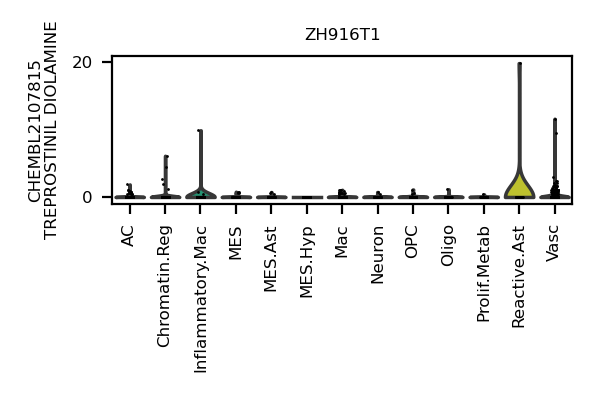 ZH916T1
CHEMBL2107815
TREPROSTINIL DIOLAMINE
20
0
AC
Chromatin.Reg
Inflammatory.Mac
MES
MES.Ast
MES.Hyp
Mac
Neuron
OPC
Oligo
Prolif.Metab
Reactive.Ast
Vasc